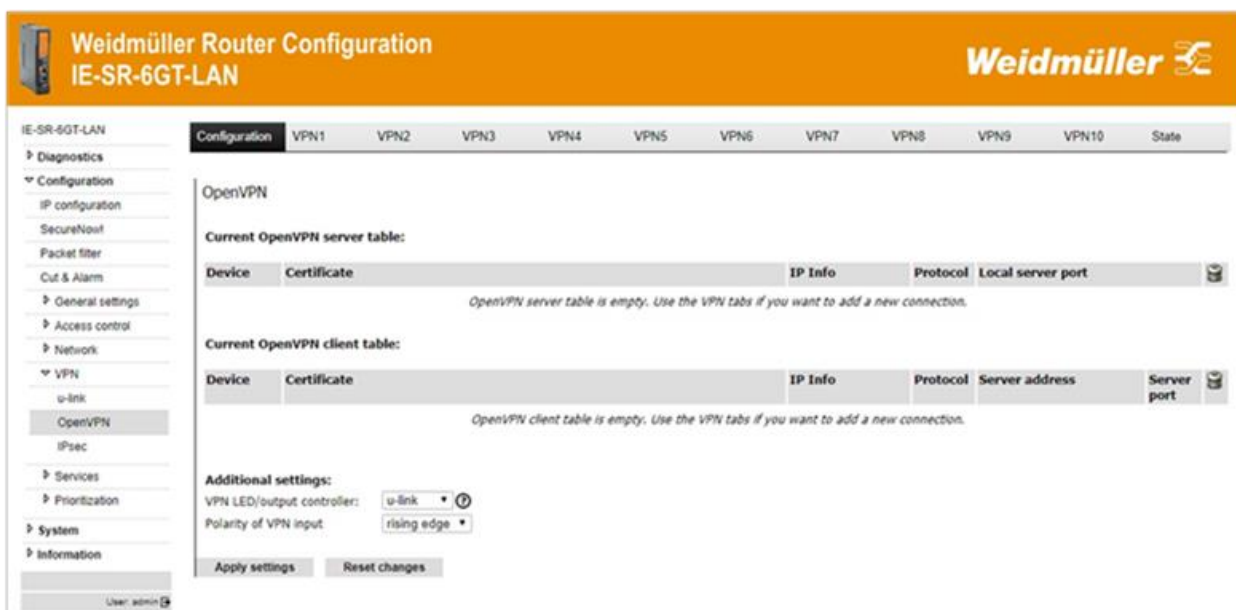 Weidmüller Router Configuration
IE-SR-6GT-LAN
Weidmüller
IE-SR-6GT-LAN
Diagnostics
Configuration
IP configuration
SecureNow!
Packet filter
Cut & Alarm
General settings
Access control
Network
VPN
u-link
OpenVPN
IPsec
Services
Prioritization
System
Information
User: admin
Configuration VPN1 VPN2 VPN3 VPN4 VPN5 VPN6 VPN7 VPN8 VPN9 VPN10 State
OpenVPN
Current OpenVPN server table:
Device Certificate IP Info Protocol Local server port
OpenVPN server table is empty. Use the VPN tabs if you want to add a new connection.
Current OpenVPN client table:
Device Certificate IP Info Protocol Server address Server
port
OpenVPN client table is empty. Use the VPN tabs if you want to add a new connection.
Additional settings:
VPN LED/output controller: u-link ?
Polarity of VPN input rising edge
Apply settings Reset changes